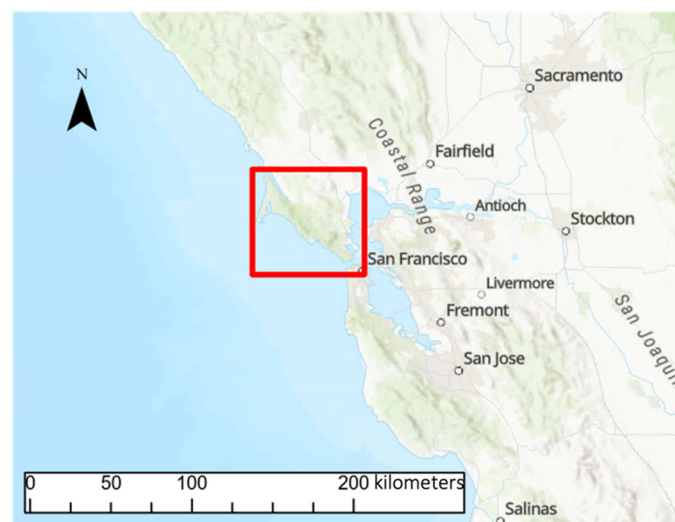 N
Sacramento
Coastal Range
Fairfield
Antioch
Stockton
San Francisco
Livermore
San Joaquin
Fremont
San Jose
0 50 100 200 kilometers
Salinas